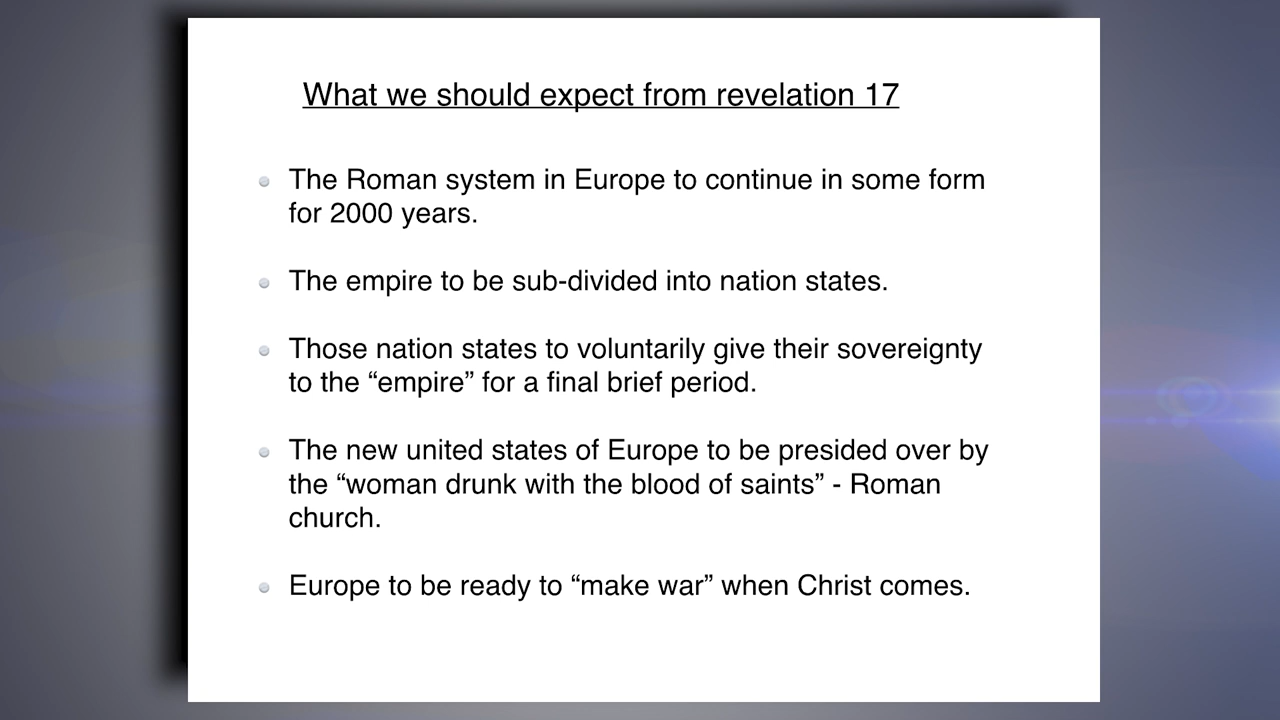 What we should expect from revelation 17
The Roman system in Europe to continue in some form
for 2000 years.
The empire to be sub-divided into nation states.
Those nation states to voluntarily give their sovereignty
to the “empire” for a final brief period.
The new united states of Europe to be presided over by
the “woman drunk with the blood of saints” - Roman
church.
Europe to be ready to “make war” when Christ comes.